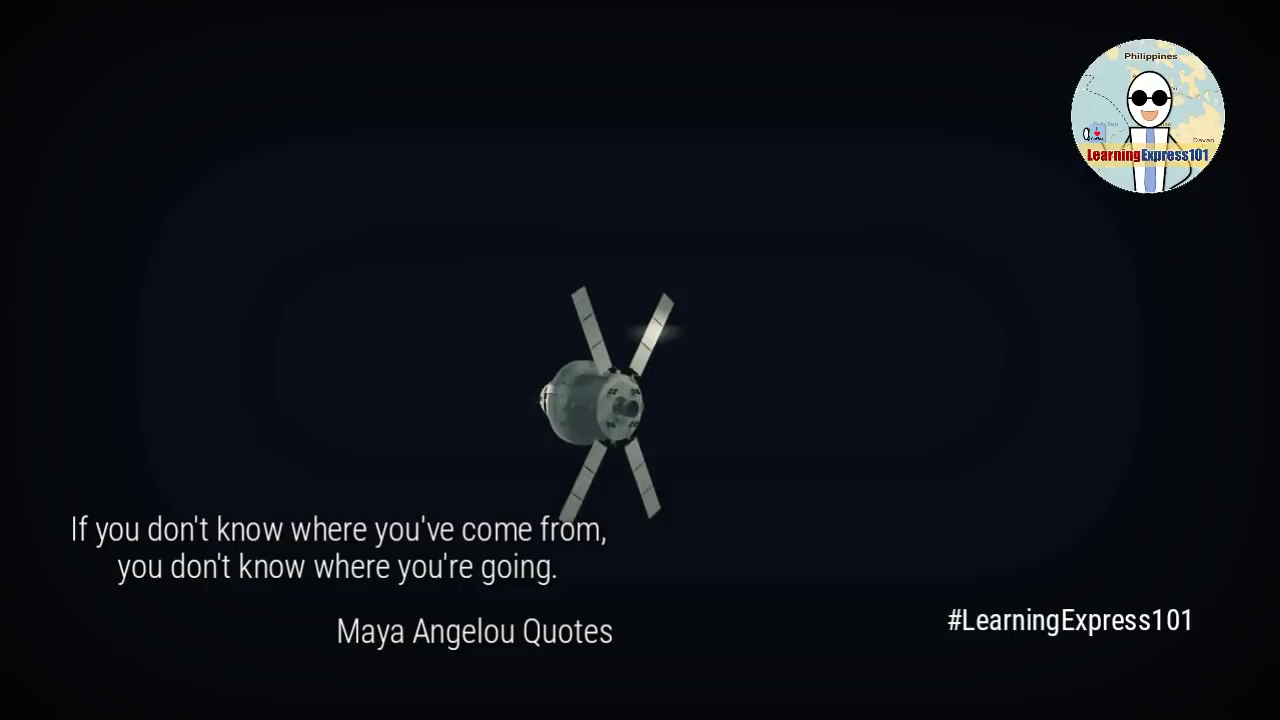 Philippines
Davao
LearningExpress101
If you don't know where you've come from,
you don't know where you're going.
Maya Angelou Quotes
#LearningExpress101